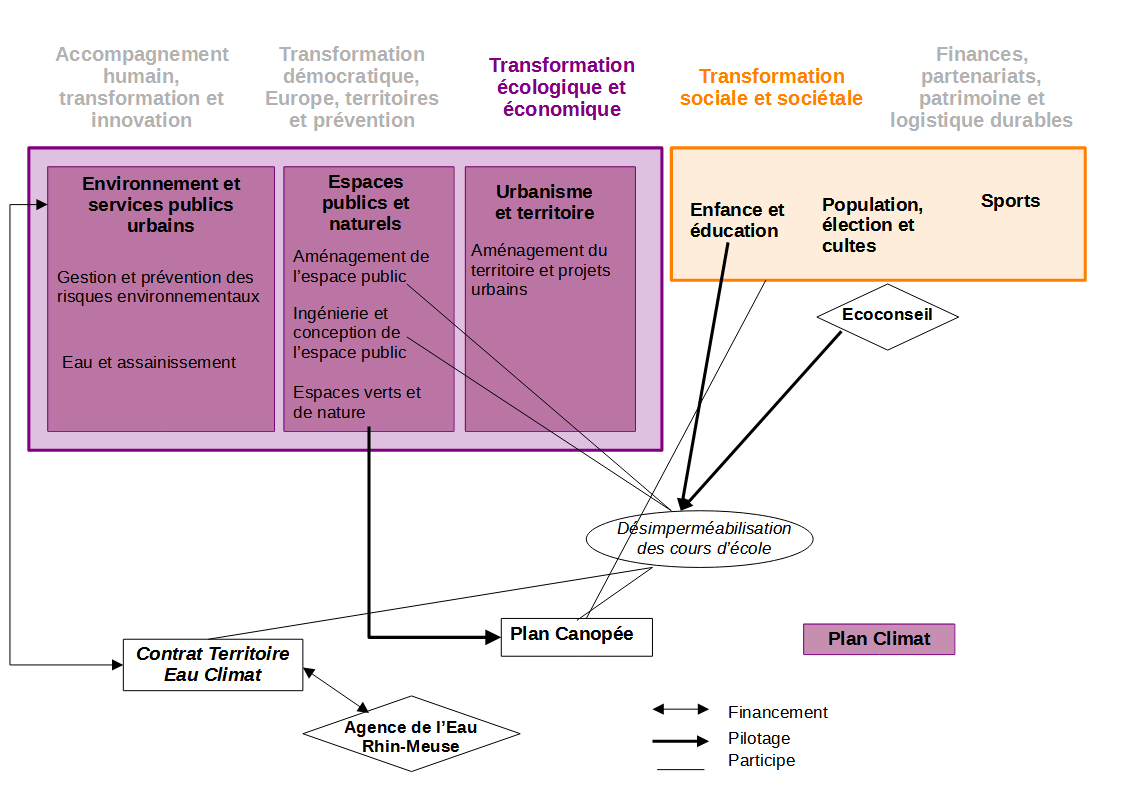 Accompagnement
humain,
transformation et
innovation
Transformation
démocratique,
Europe, territoires
et prévention
Transformation
écologique et
économique
Transformation
sociale et sociétale
Finances,
partenariats,
patrimoine et
logistique durables
Environnement et
services publics
urbains
Gestion et prévention des
risques environmentaux
Eau et assainissement
Espaces
publics et
naturels
Aménagement de
l’espace public
Ingénierie et
conception de
l’espace public
Espaces verts et
de nature
Urbanisme
et territoire
Aménagement du
territoire et projets
urbains
Enfance et
éducation
Population,
élection et
cultes
Sports
Ecoconseil
Désimperméabilisation
des cours d’école
Plan Canopée
Plan Climat
Contrat Territoire
Eau Climat
Agence de l’Eau
Rhin-Meuse
Financement
Pilotage
Participe